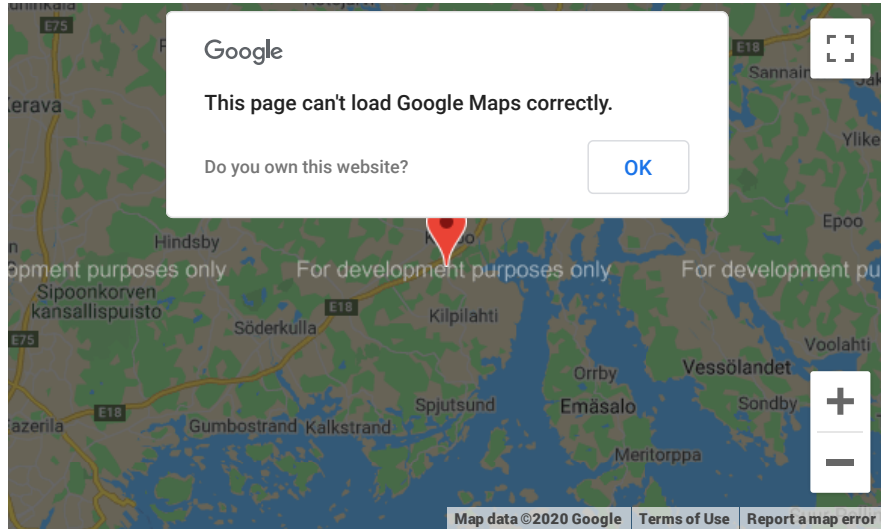 E75
Google
E18
This page can't load Google Maps correctly.
Sannain
Kerava
Ylike
Do you own this website?
OK
Epoo
Hindsby
opment purposes only
For development purposes only
For development pu
Sipoonkorven
kansallispuisto
E18
Kilpilahti
Söderkulla
E75
Voolahti
Orrby
Vessölandet
+
Spjutsund
Emäsalo
Sondby
E18
Gumbostrand
Kalkstrand
azerila
−
Meritorppa
Map data ©2020 Google
Terms of Use
Report a map error